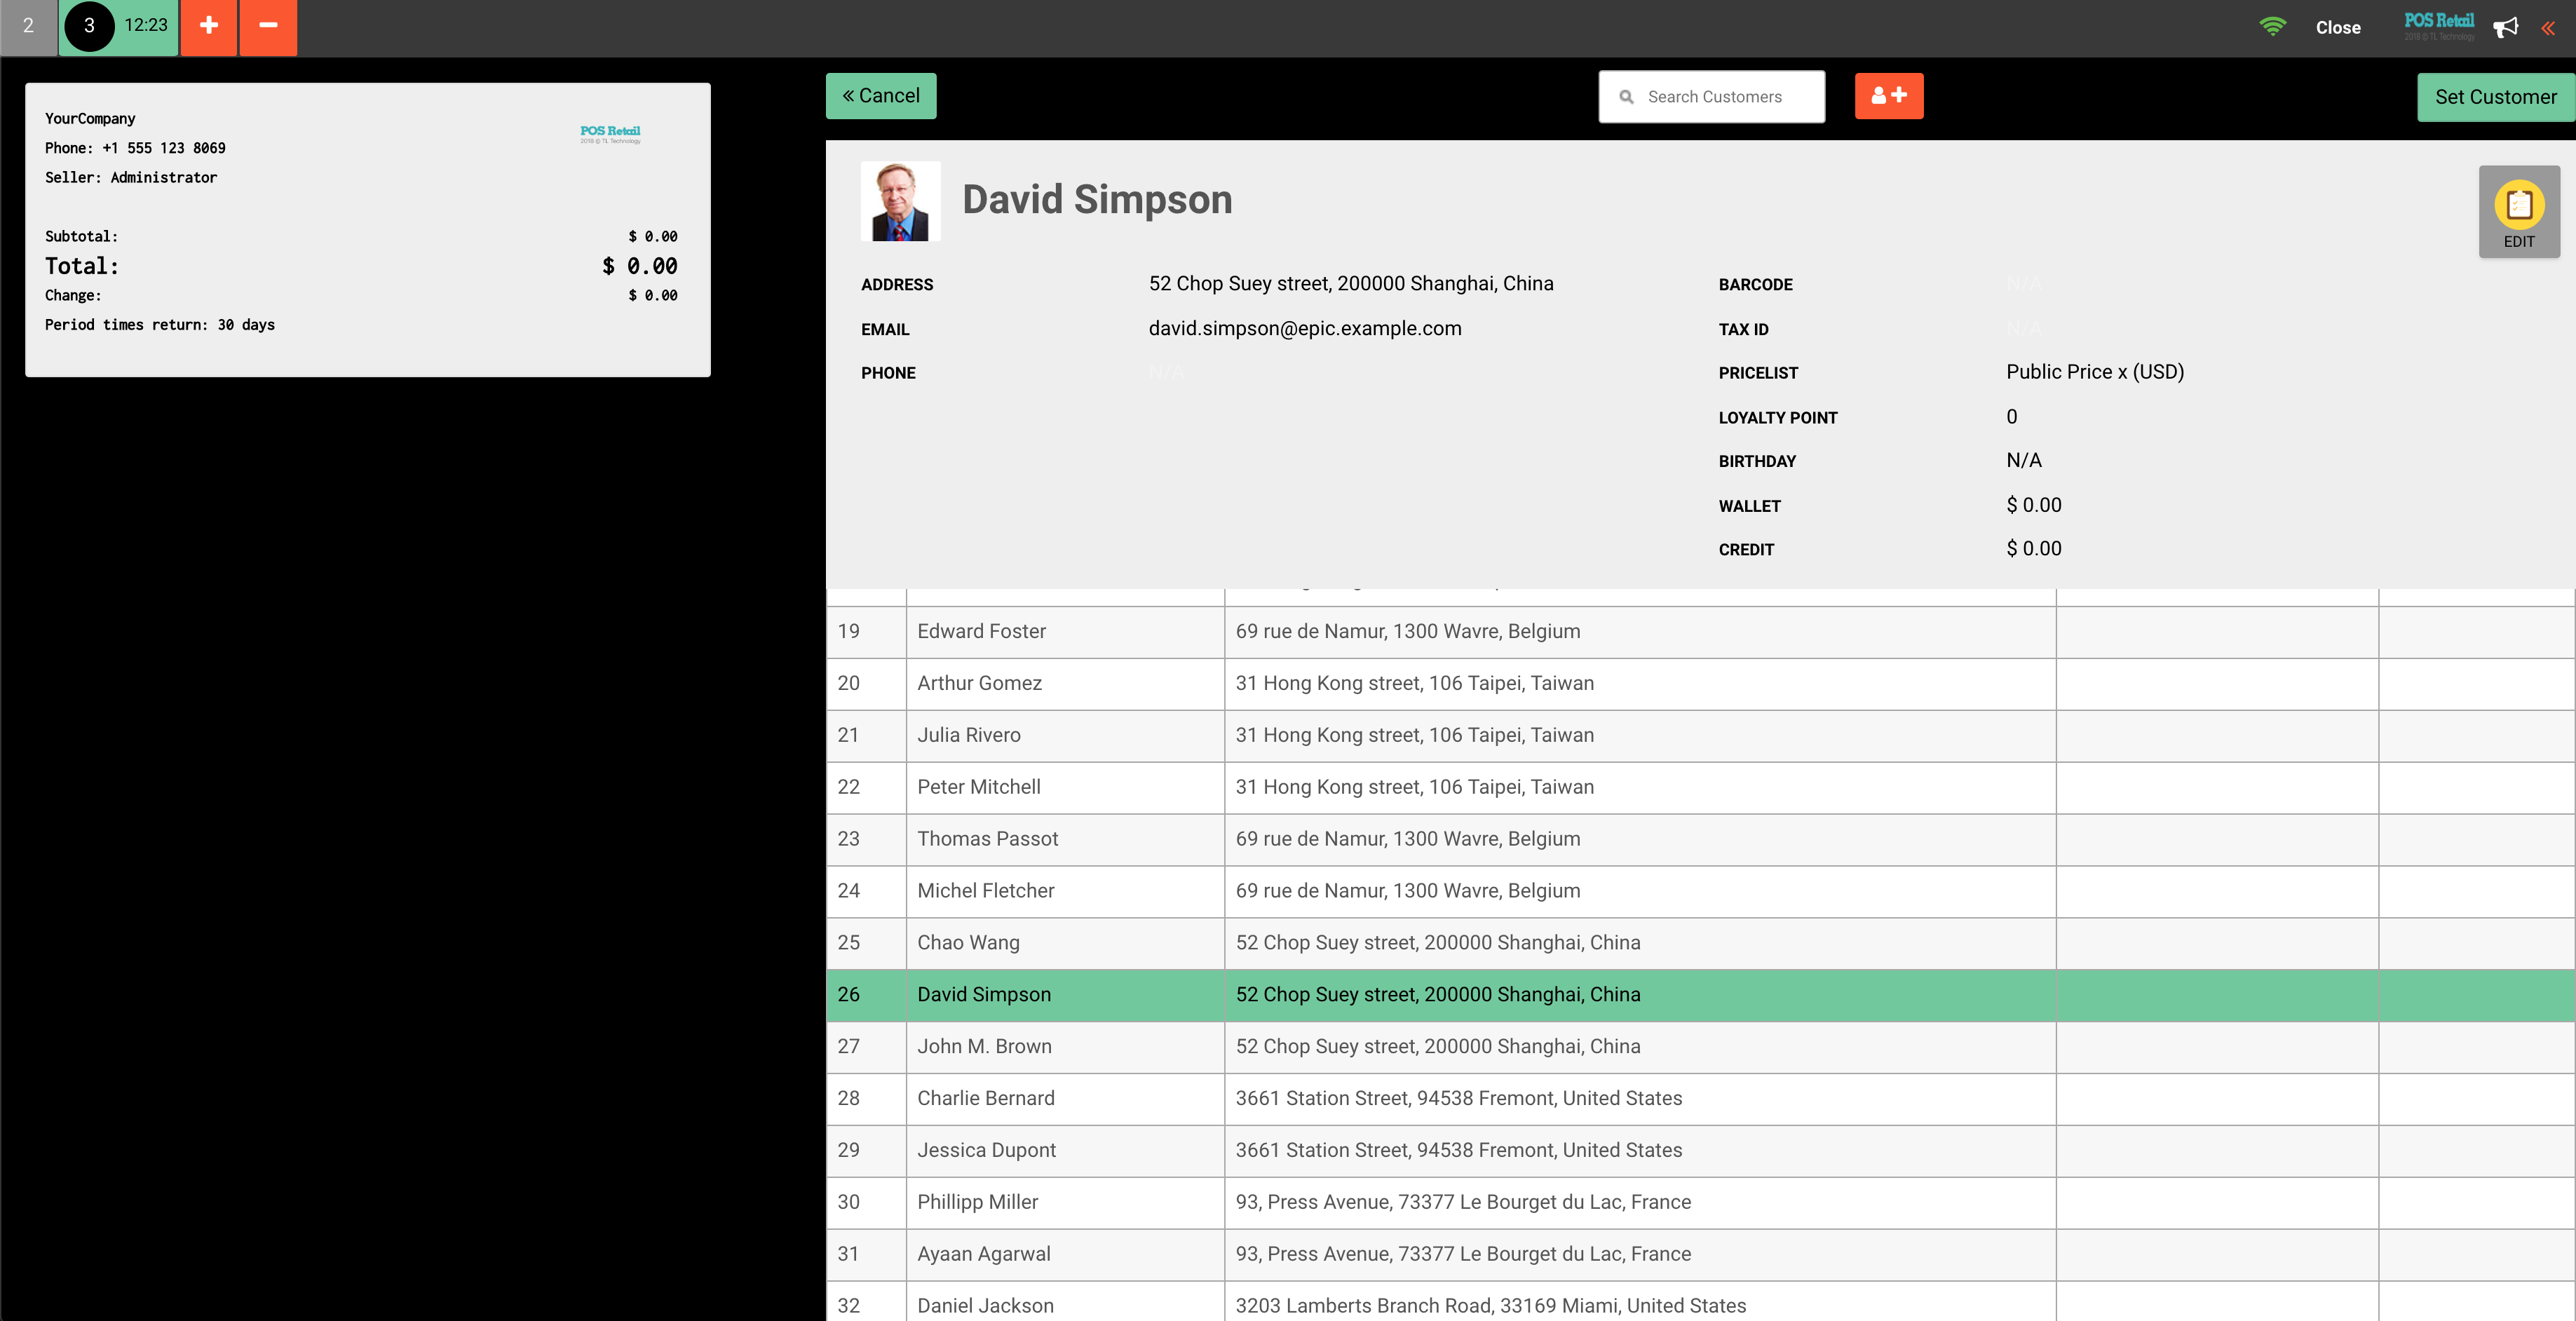 2
3 12:23
Close
POS Retail
2018 © TL Technology
YourCompany
POS Retail
2018 © TL Technology
Phone: +1 555 123 8069
Seller: Administrator
Subtotal: $ 0.00
Total: $ 0.00
Change: $ 0.00
Period times return: 30 days
Cancel
Search Customers
Set Customer
David Simpson
EDIT
ADDRESS 52 Chop Suey street, 200000 Shanghai, China
EMAIL david.simpson@epic.example.com
PHONE N/A
BARCODE N/A
TAX ID N/A
PRICELIST Public Price x (USD)
LOYALTY POINT 0
BIRTHDAY N/A
WALLET $ 0.00
CREDIT $ 0.00
19 Edward Foster 69 rue de Namur, 1300 Wavre, Belgium
20 Arthur Gomez 31 Hong Kong street, 106 Taipei, Taiwan
21 Julia Rivero 31 Hong Kong street, 106 Taipei, Taiwan
22 Peter Mitchell 31 Hong Kong street, 106 Taipei, Taiwan
23 Thomas Passot 69 rue de Namur, 1300 Wavre, Belgium
24 Michel Fletcher 69 rue de Namur, 1300 Wavre, Belgium
25 Chao Wang 52 Chop Suey street, 200000 Shanghai, China
26 David Simpson 52 Chop Suey street, 200000 Shanghai, China
27 John M. Brown 52 Chop Suey street, 200000 Shanghai, China
28 Charlie Bernard 3661 Station Street, 94538 Fremont, United States
29 Jessica Dupont 3661 Station Street, 94538 Fremont, United States
30 Phillipp Miller 93, Press Avenue, 73377 Le Bourget du Lac, France
31 Ayaan Agarwal 93, Press Avenue, 73377 Le Bourget du Lac, France
32 Daniel Jackson 3203 Lamberts Branch Road, 33169 Miami, United States